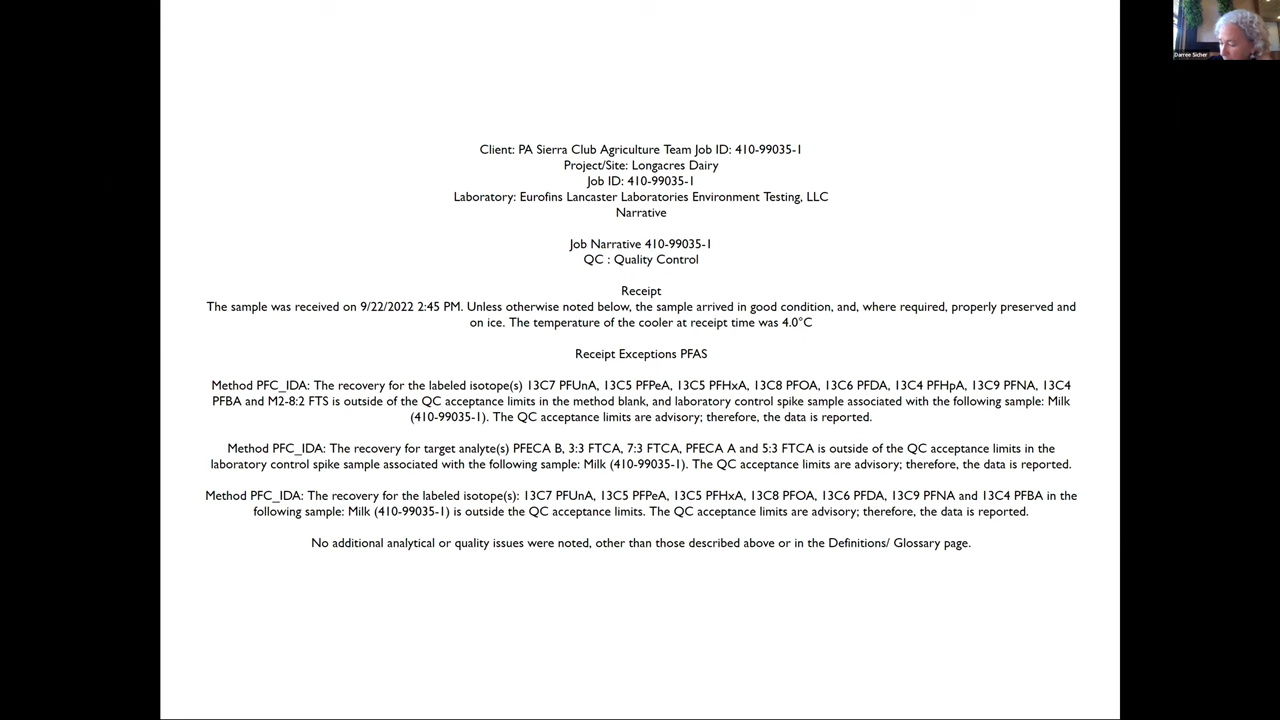 Client: PA Sierra Club Agriculture Team Job ID: 410-99035-1
Project/Site: Longacres Dairy
Job ID: 410-99035-1
Laboratory: Eurofins Lancaster Laboratories Environment Testing, LLC
Narrative
Job Narrative 410-99035-1
QC : Quality Control
Receipt
The sample was received on 9/22/2022 2:45 PM. Unless otherwise noted below, the sample arrived in good condition, and, where required, properly preserved and
on ice. The temperature of the cooler at receipt time was 4.0°C
Receipt Exceptions PFAS
Method PFC_IDA: The recovery for the labeled isotope(s) 13C7 PFUnA, 13C5 PFPeA, 13C5 PFHxA, 13C8 PFOA, 13C6 PFDA, 13C4 PFHpA, 13C9 PFNA, 13C4
PFBA and M2-8:2 FTS is outside of the QC acceptance limits in the method blank, and laboratory control spike sample associated with the following sample: Milk
(410-99035-1). The QC acceptance limits are advisory; therefore, the data is reported.
Method PFC_IDA: The recovery for target analyte(s) PFECA B, 3:3 FTCA, 7:3 FTCA, PFECA A and 5:3 FTCA is outside of the QC acceptance limits in the
laboratory control spike sample associated with the following sample: Milk (410-99035-1). The QC acceptance limits are advisory; therefore, the data is reported.
Method PFC_IDA: The recovery for the labeled isotope(s): 13C7 PFUnA, 13C5 PFPeA, 13C5 PFHxA, 13C8 PFOA, 13C6 PFDA, 13C9 PFNA and 13C4 PFBA in the
following sample: Milk (410-99035-1) is outside the QC acceptance limits. The QC acceptance limits are advisory; therefore, the data is reported.
No additional analytical or quality issues were noted, other than those described above or in the Definitions/ Glossary page.
Darree Sicher